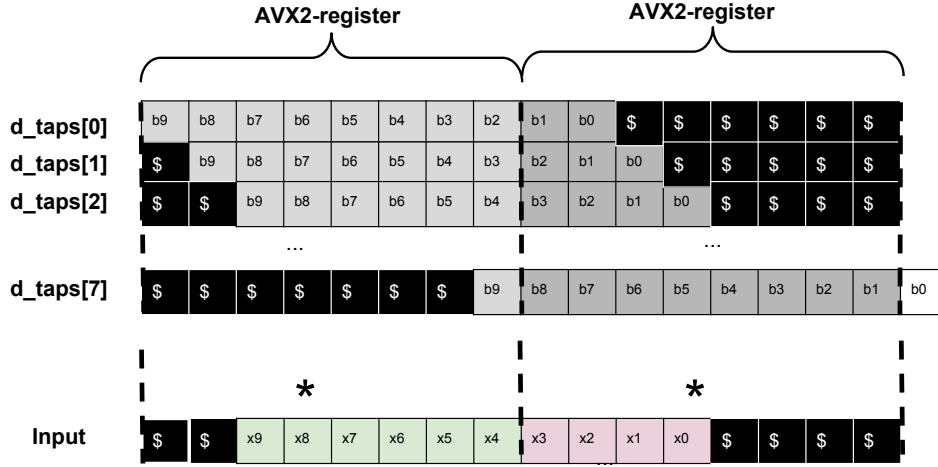 AVX2-register AVX2-register
d_taps[0] b9 b8 b7 b6 b5 b4 b3 b2 b1 b0 $ $ $ $ $ $
d_taps[1] $ b9 b8 b7 b6 b5 b4 b3 b2 b1 b0 $ $ $ $ $
d_taps[2] $ $ b9 b8 b7 b6 b5 b4 b3 b2 b1 b0 $ $ $ $
... ...
d_taps[7] $ $ $ $ $ $ $ b9 b8 b7 b6 b5 b4 b3 b2 b1 b0
* *
Input $ $ x9 x8 x7 x6 x5 x4 x3 x2 x1 x0 $ $ $ $
...